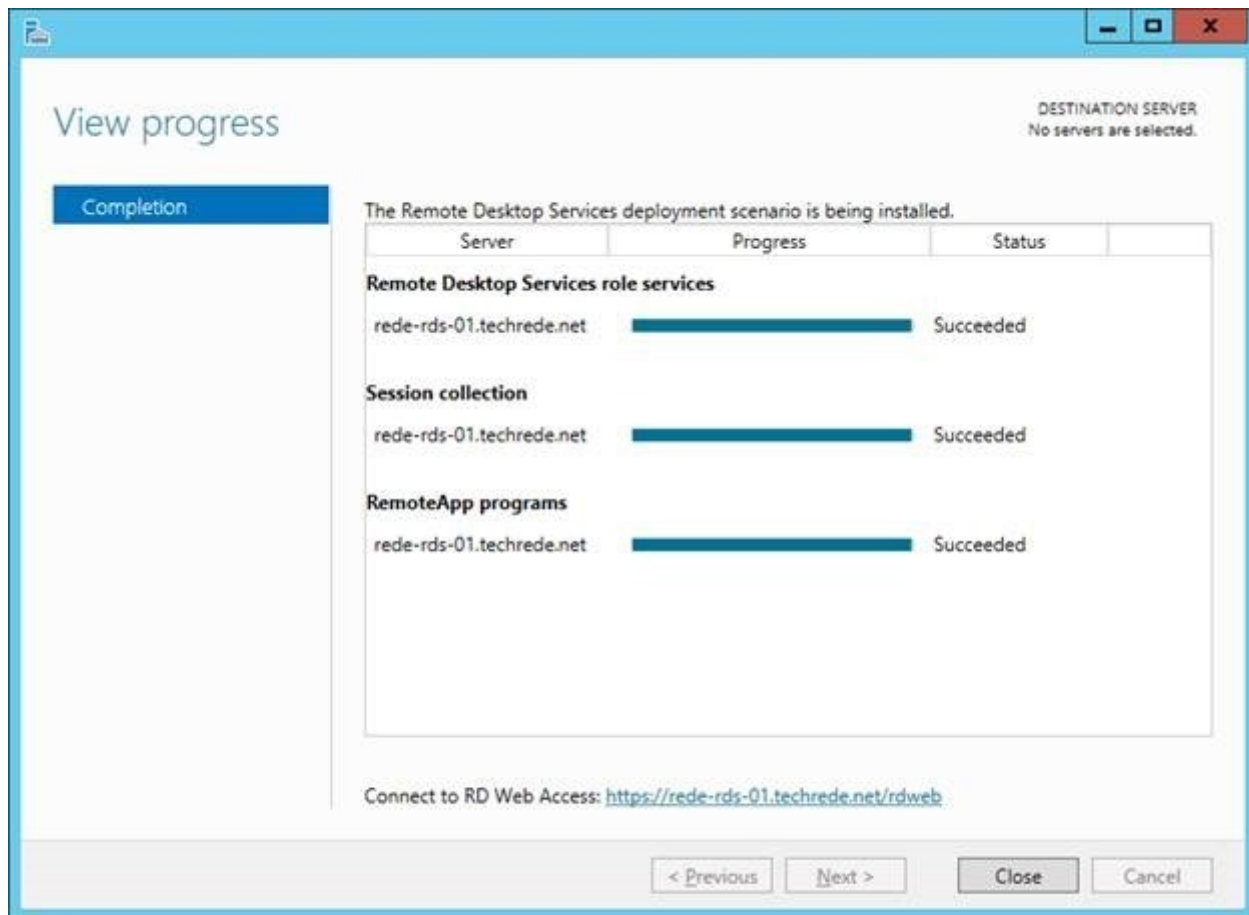 View progress
DESTINATION SERVER
No servers are selected.
Completion
The Remote Desktop Services deployment scenario is being installed.
Server Progress Status
Remote Desktop Services role services
rede-rds-01.techrede.net Succeeded
Session collection
rede-rds-01.techrede.net Succeeded
RemoteApp programs
rede-rds-01.techrede.net Succeeded
Connect to RD Web Access: https://rede-rds-01.techrede.net/rdweb
< Previous Next > Close Cancel